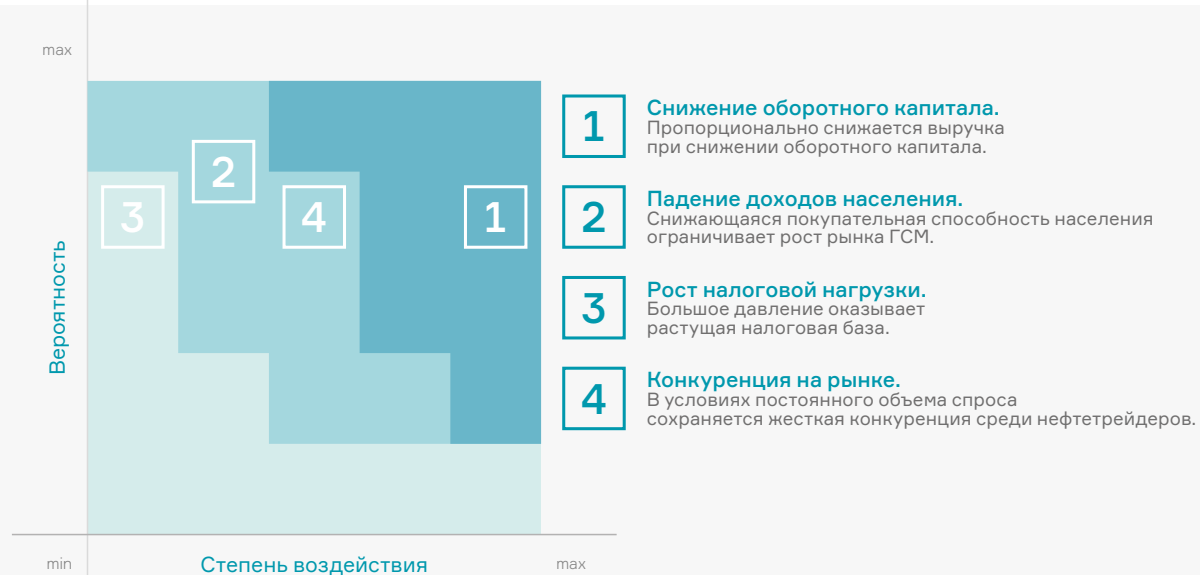 max
Вероятность
3
2
4
1
1
Снижение оборотного капитала.
Пропорционально снижается выручка
при снижении оборотного капитала.
2
Падение доходов населения.
Снижающаяся покупательная способность населения
ограничивает рост рынка ГСМ.
3
Рост налоговой нагрузки.
Большое давление оказывает
растущая налоговая база.
4
Конкуренция на рынке.
В условиях постоянного объема спроса
сохраняется жесткая конкуренция среди нефтетрейдеров.
min
Степень воздействия
max